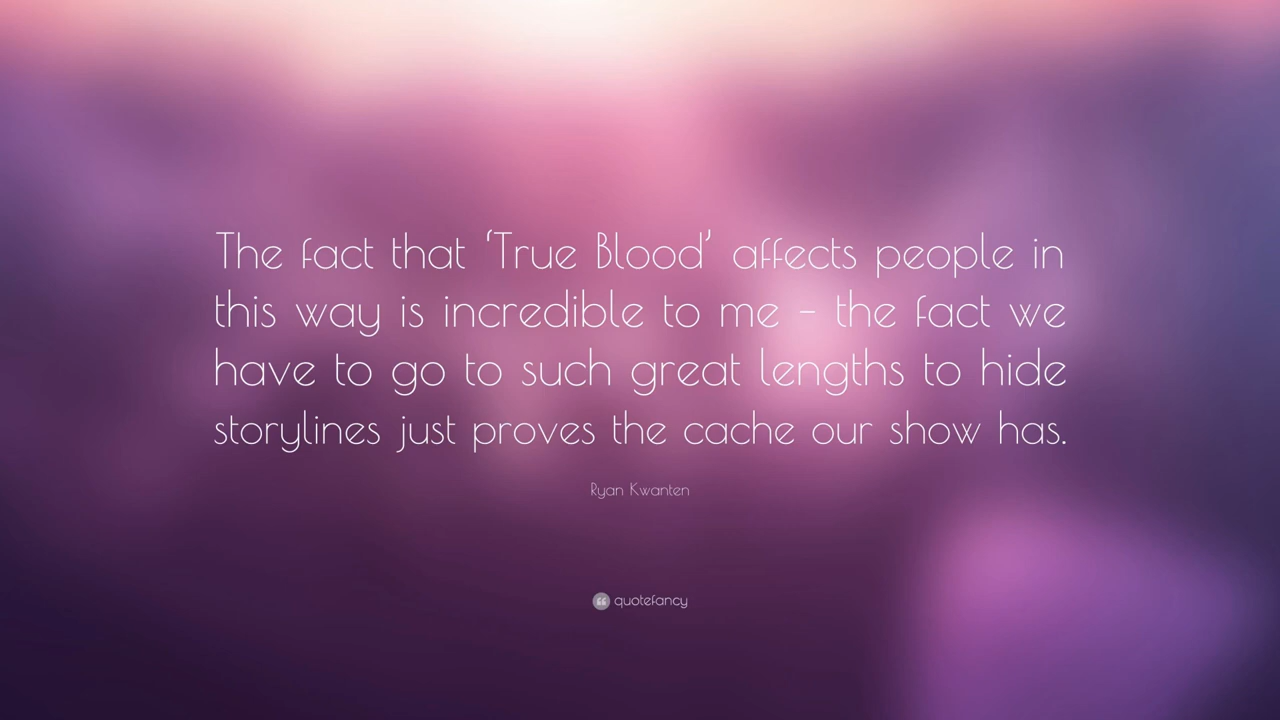 The fact that ‘True Blood’ affects people in
this way is incredible to me – the fact we
have to go to such great lengths to hide
storylines just proves the cache our show has.
Ryan Kwanten
quotefancy